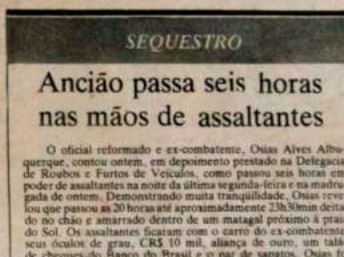 SEQUESTRO
Ancião passa seis horas
nas mãos de assaltantes
O oficial reformado e ex-combatente, Osias Alves Albu-
querque, contou ontem, em depoimento prestado na Delegacia
de Roubos e Furtos de Veículos, como passou seis horas em
poder de assaltantes na noite da última segunda-feira e na madru-
gada de ontem. Demonstrando muita tranqüilidade, Osias reve-
lou que passou as 20 horas até aproximadamente 23h30min deita-
do no chão e amarrado dentro de um matagal próximo à praia
do Sol. Os assaltantes ficaram com o carro do ex-combatente,
seus óculos de grau, CR$ 10 mil, aliança de ouro, um talão
de cheques do Banco do Brasil e o par de sapatos. Osias